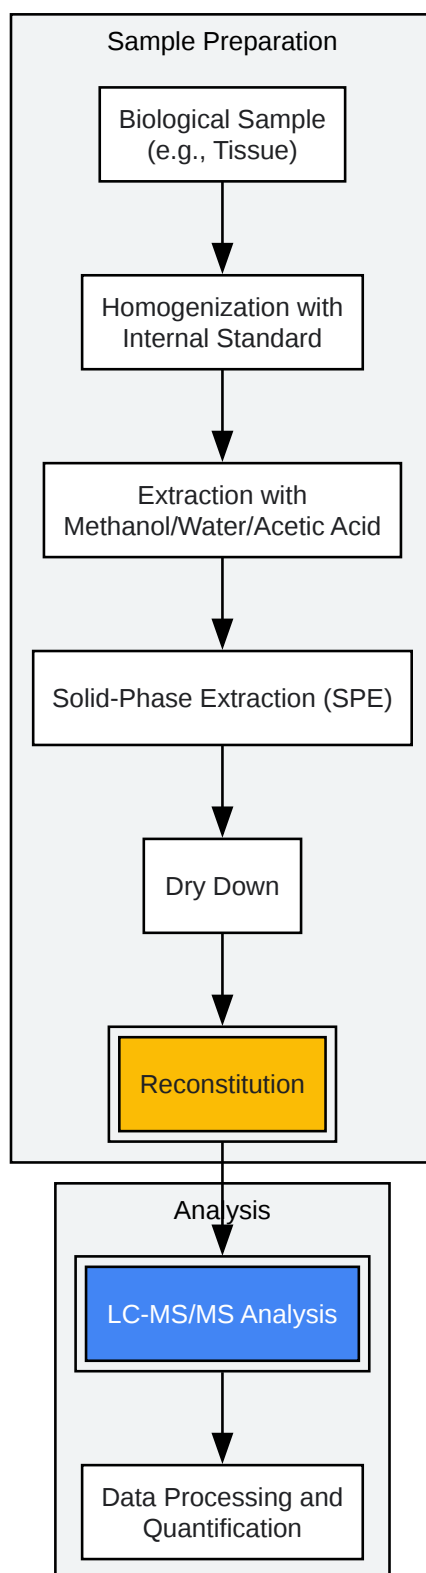 Sample Preparation
Biological Sample
(e.g., Tissue)
Homogenization with
Internal Standard
Extraction with
Methanol/Water/Acetic Acid
Solid-Phase Extraction (SPE)
Dry Down
Reconstitution
Analysis
LC-MS/MS Analysis
Data Processing and
Quantification